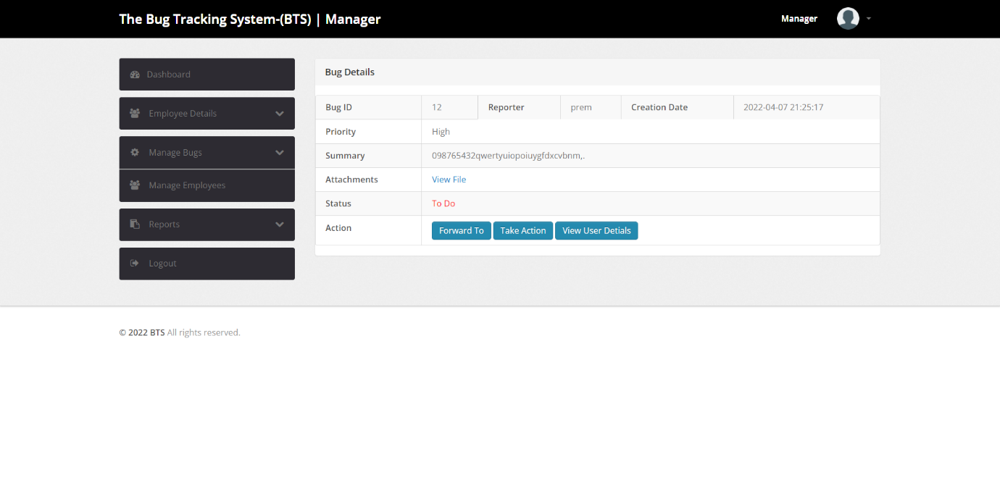 The Bug Tracking System-(BTS) | Manager
Manager
Dashboard
Employee Details
Manage Bugs
Manage Employees
Reports
Logout
Bug Details
Bug ID 12 Reporter prem Creation Date 2022-04-07 21:25:17
Priority High
Summary 098765432qwertyuiopoiuygfdxcvbnm,.
Attachments View File
Status To Do
Action Forward To Take Action View User Detials
© 2022 BTS All rights reserved.